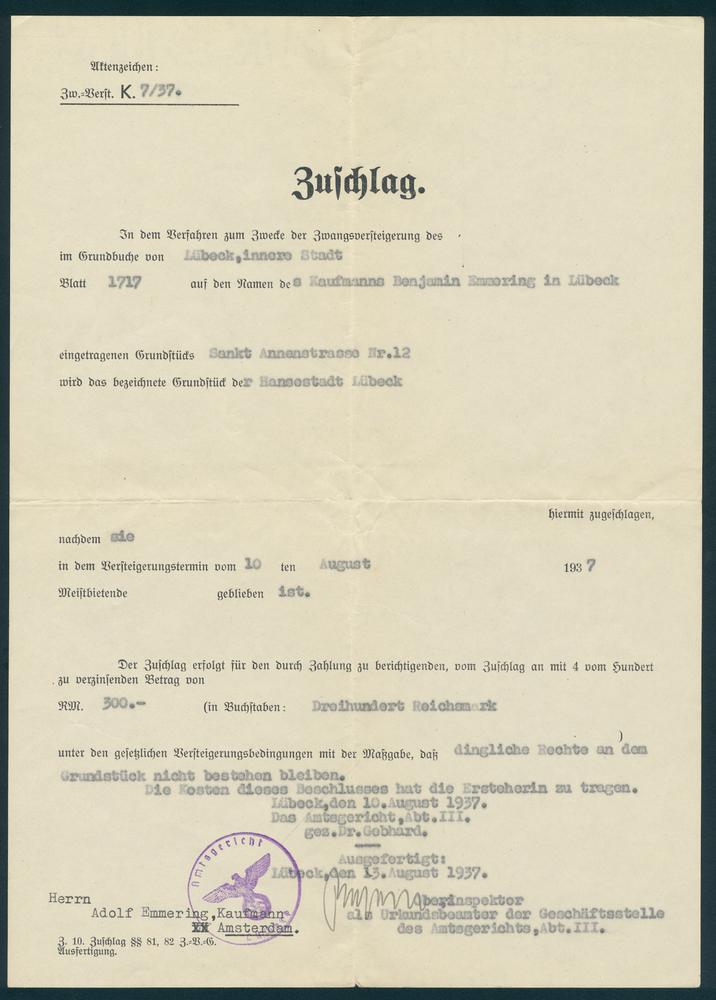 Aktenzeichen:
Zw.=Verst. K. 7/37.
Zuschlag.
In dem Verfahren zum Zwecke der Zwangsversteigerung des
im Grundbuche von Lübeck,innere Stadt
Blatt 1717 auf den Namen des Kaufmanns Benjamin Emmering in Lübeck
eingetragenen Grundstücks Sankt Annenstrasse Nr.12
wird das bezeichnete Grundstück der Hansestadt Lübeck
hiermit zugeschlagen,
nachdem sie
in dem Versteigerungstermin vom 10 ten August 1937
Meistbietende geblieben ist.
Der Zuschlag erfolgt für den durch Zahlung zu berichtigenden, vom Zuschlag an mit 4 vom Hundert
zu verzinsenden Betrag von
RM. 300.-- (in Buchstaben: Dreihundert Reichsmark
)
unter den gesetzlichen Versteigerungsbedingungen mit der Maßgabe, daß dingliche Rechte an dem
Grundstück nicht bestehen bleiben.
Die Kosten dieses Beschlusses hat die Ersteherin zu tragen.
Lübeck,den 10.August 1937.
Das Amtsgericht,Abt.III.
gez.Dr.Gebhard.
Ausgefertigt:
Lübeck,den 13.August 1937.
Amtsgericht
Oberinspektor
als Urkundsbeamter der Geschäftsstelle
des Amtsgerichts,Abt.III.
Herrn
Adolf Emmering,Kaufmann
XX Amsterdam.
Z. 10. Zuschlag §§ 81, 82 Z.=V.=G.
Ausfertigung.